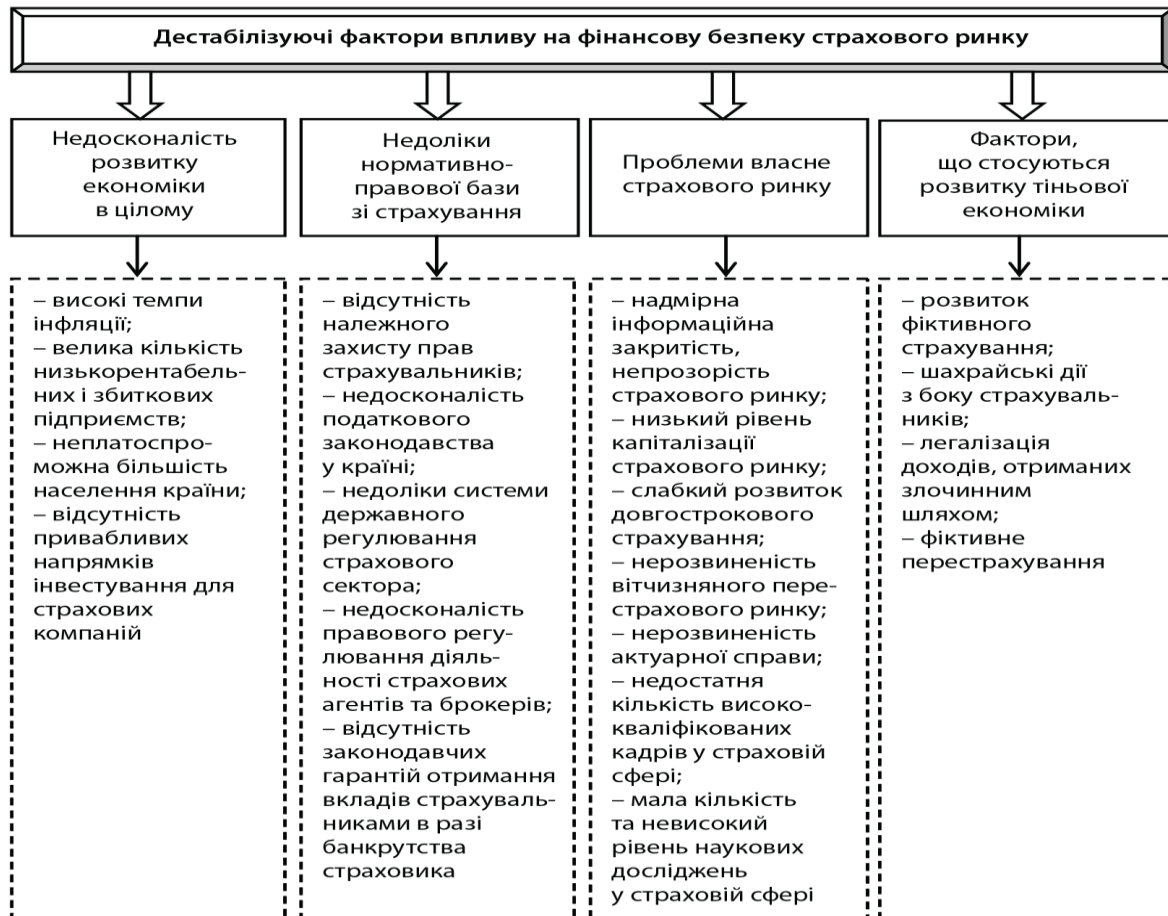 Дестабілізуючі фактори впливу на фінансову безпеку страхового ринку
Недосконалість
розвитку
економіки
в цілому
Недоліки
нормативно-
правової бази
зі страхування
Проблеми власне
страхового ринку
Фактори,
що стосуються
розвитку тіньової
економіки
– високі темпи
інфляції;
– велика кількість
низькорентабель-
них і збиткових
підприємств;
– неплатоспро-
можна більшість
населення країни;
– відсутність
привабливих
напрямків
інвестування для
страхових
компаній
– відсутність
належного
захисту прав
страхувальників;
– недосконалість
податкового
законодавства
у країні;
– недоліки системи
державного
регулювання
страхового
сектора;
– недосконалість
правового регу-
лювання діяль-
ності страхових
агентів та брокерів;
– відсутність
законодавчих
гарантій отримання
вкладів страхуваль-
никами в разі
банкрутства
страховика
– надмірна
інформаційна
закритість,
непрозорість
страхового ринку;
– низький рівень
капіталізації
страхового ринку;
– слабкий розвиток
довгострокового
страхування;
– нерозвиненість
вітчизняного пере-
страхового ринку;
– нерозвиненість
актуарної справи;
– недостатня
кількість високо-
кваліфікованих
кадрів у страховій
сфері;
– мала кількість
та невисокий
рівень наукових
досліджень
у страховій сфері
– розвиток
фіктивного
страхування;
– шахрайські дії
з боку страхуваль-
ників;
– легалізація
доходів, отриманих
злочинним
шляхом;
– фіктивне
перестрахування